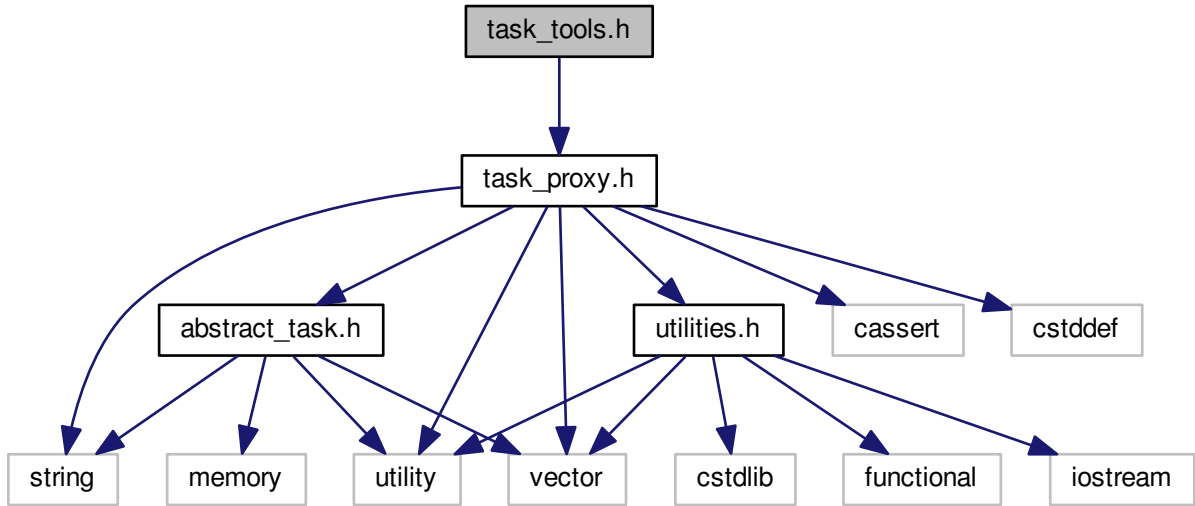 task_tools.h
task_proxy.h
abstract_task.h
utilities.h
cassert
cstddef
string
memory
utility
vector
cstdlib
functional
iostream